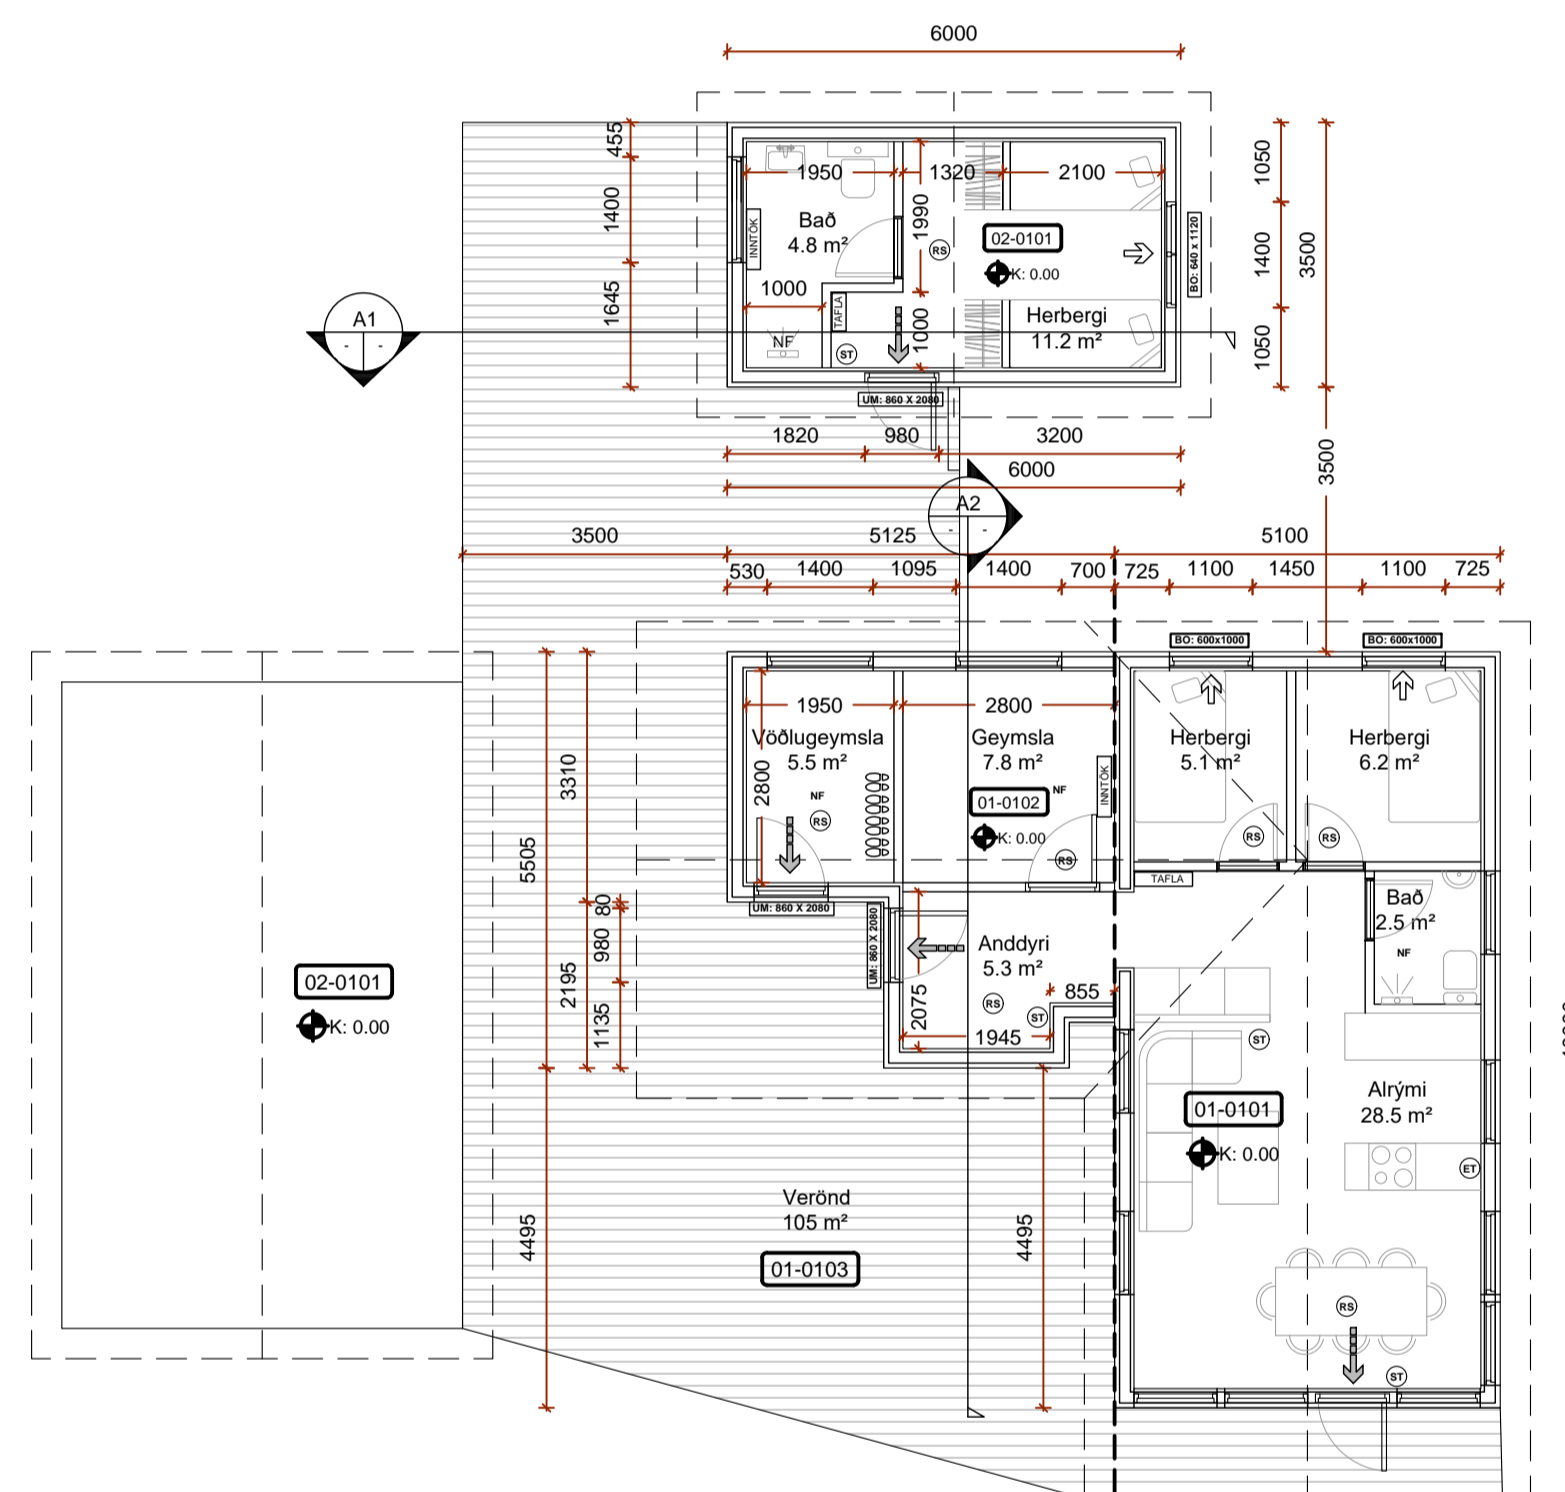 6000
455
1400
1645
1950
1320
2100
1990
1000
1000
Bað
4.8 m²
INNTÖK
TAFLA
NF
ST
RS
02-0101
K: 0.00
Herbergi
11.2 m²
BO: 640 x 1120
1050
1400
1050
3500
3500
A1
- -
UM: 860 X 2080
1820
980
3200
6000
A2
- -
3500
5125
5100
530
1400
1095
1400
700
725
1100
1450
1100
725
BO: 600x1000
BO: 600x1000
1950
2800
Vöðlugeymsla
5.5 m²
2800
NF
RS
Geymsla
7.8 m²
01-0102
NF
K: 0.00
INNTÖK
RS
Herbergi
5.1 m²
RS
Herbergi
6.2 m²
RS
TAFLA
3310
5505
80
980
2195
1135
UM: 860 X 2080
UM: 860 X 2080
Anddyri
5.3 m²
RS
ST
855
2075
1945
Bað
2.5 m²
NF
02-0101
K: 0.00
ST
01-0101
K: 0.00
Alrými
28.5 m²
ET
4495
4495
Verönd
105 m²
01-0103
RS
ST